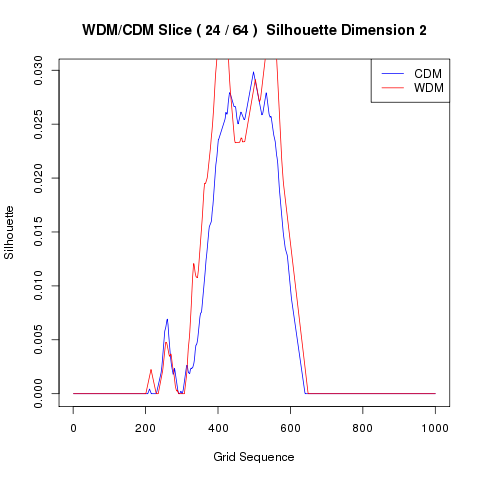 WDM/CDM Slice ( 24 / 64 )  Silhouette Dimension 2
CDM
WDM
Silhouette
0.030
0.025
0.020
0.015
0.010
0.005
0.000
0 200 400 600 800 1000
Grid Sequence